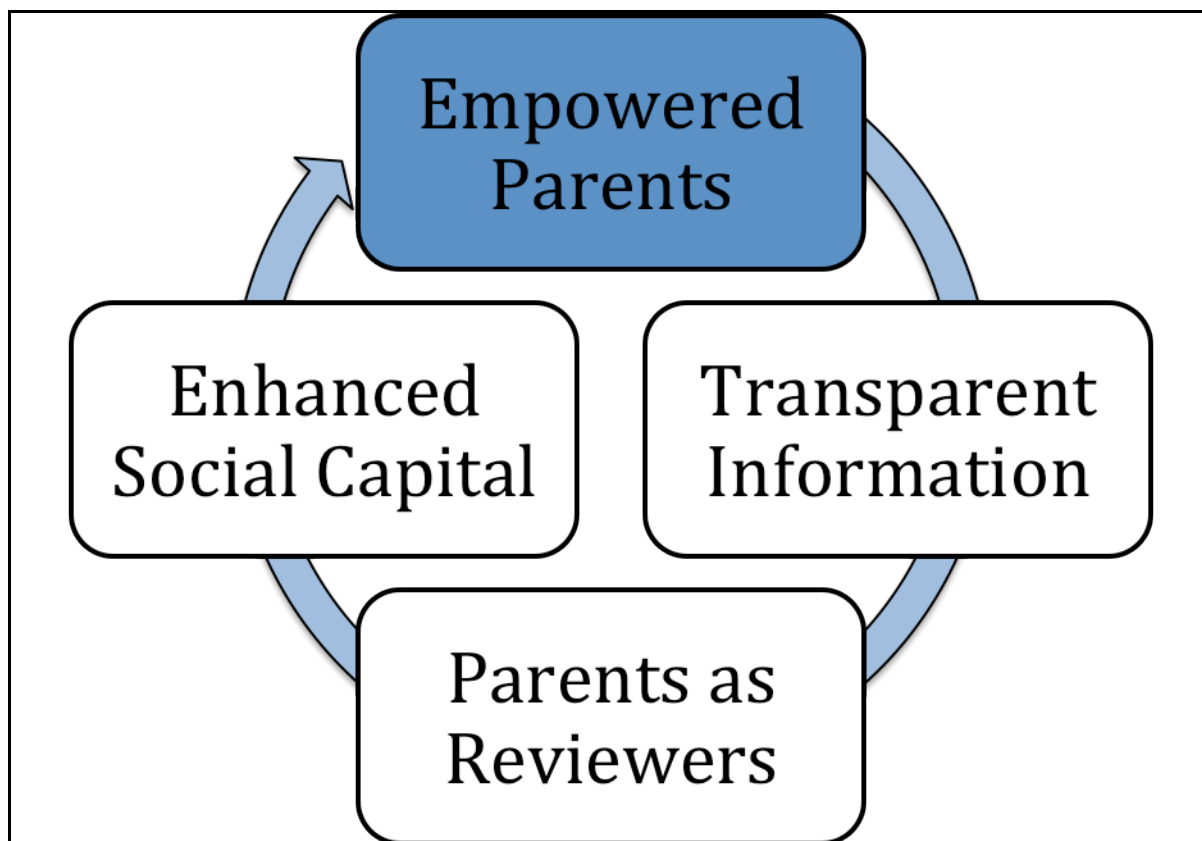 Empowered
Parents
Enhanced
Social Capital
Transparent
Information
Parents as
Reviewers